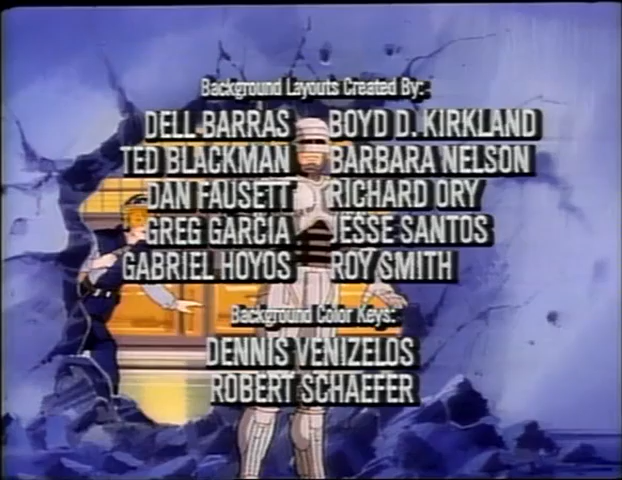 Background Layouts Created By:
DELL BARRAS BOYD D. KIRKLAND
TED BLACKMAN BARBARA NELSON
DAN FAUSETT RICHARD ORY
GREG GARCIA JESSE SANTOS
GABRIEL HOYOS ROY SMITH
Background Color Keys:
DENNIS VENIZELOS
ROBERT SCHAEFER